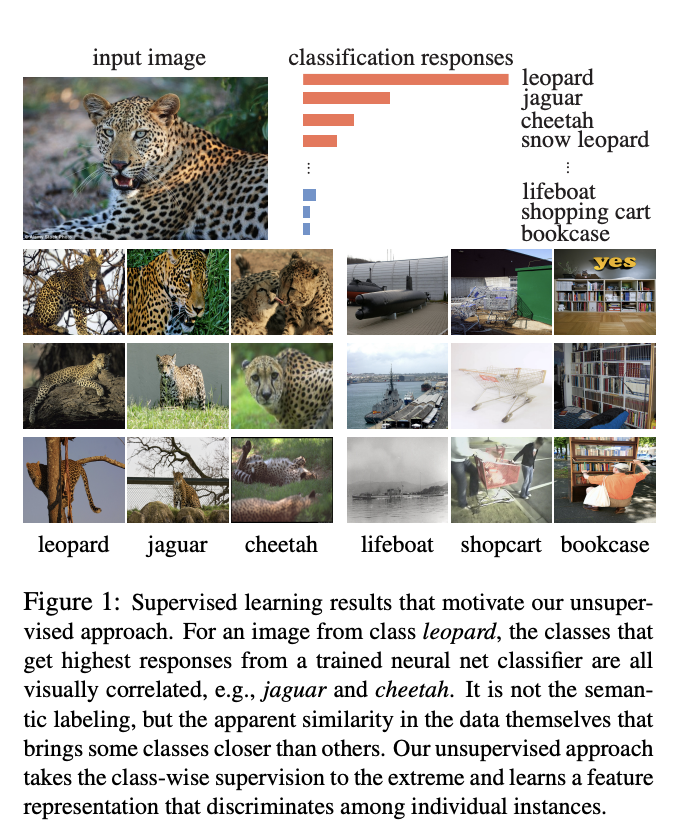 input image
classification responses
leopard
jaguar
cheetah
snow leopard
lifeboat
shopping cart
bookcase
yes
leopard
jaguar
cheetah
lifeboat
shopcart
bookcase
Figure 1: Supervised learning results that motivate our unsuper-
vised approach. For an image from class leopard, the classes that
get highest responses from a trained neural net classifier are all
visually correlated, e.g., jaguar and cheetah. It is not the seman-
tic labeling, but the apparent similarity in the data themselves that
brings some classes closer than others. Our unsupervised approach
takes the class-wise supervision to the extreme and learns a feature
representation that discriminates among individual instances.